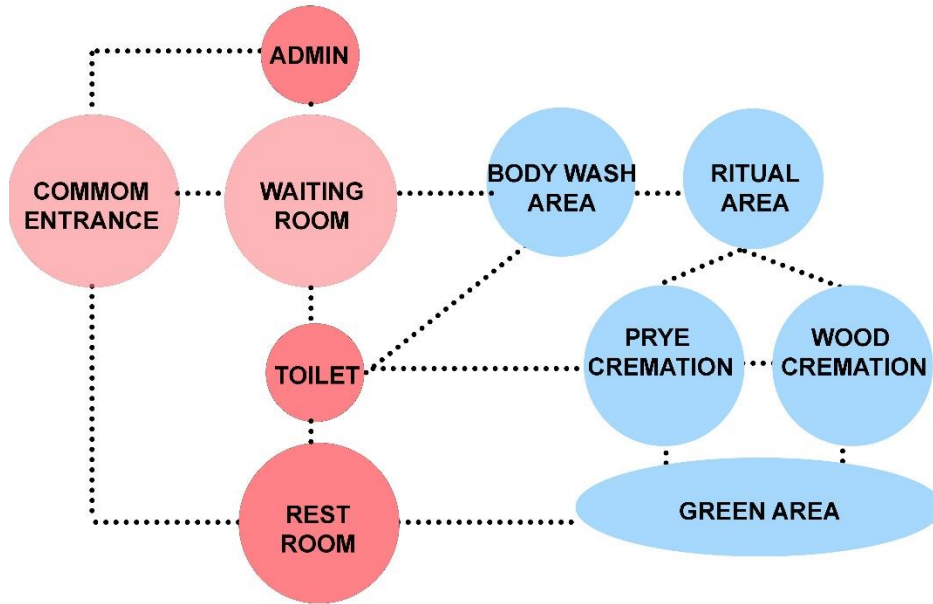 ADMIN
COMMOM
ENTRANCE
WAITING
ROOM
BODY WASH
AREA
RITUAL
AREA
TOILET
PRYE
CREMATION
WOOD
CREMATION
REST
ROOM
GREEN AREA